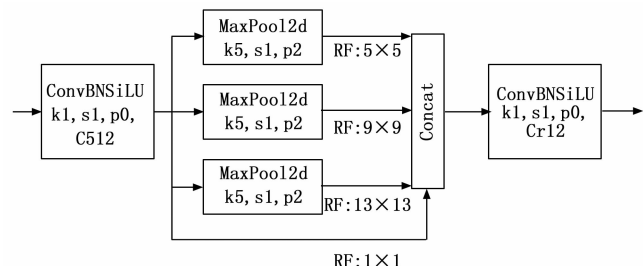 ConvBNSiLU
k1, s1, p0,
C512
MaxPool2d
k5, s1, p2
RF:5×5
MaxPool2d
k5, s1, p2
RF:9×9
MaxPool2d
k5, s1, p2
RF:13×13
RF:1×1
Concat
ConvBNSiLU
k1, s1, p0,
Cr12